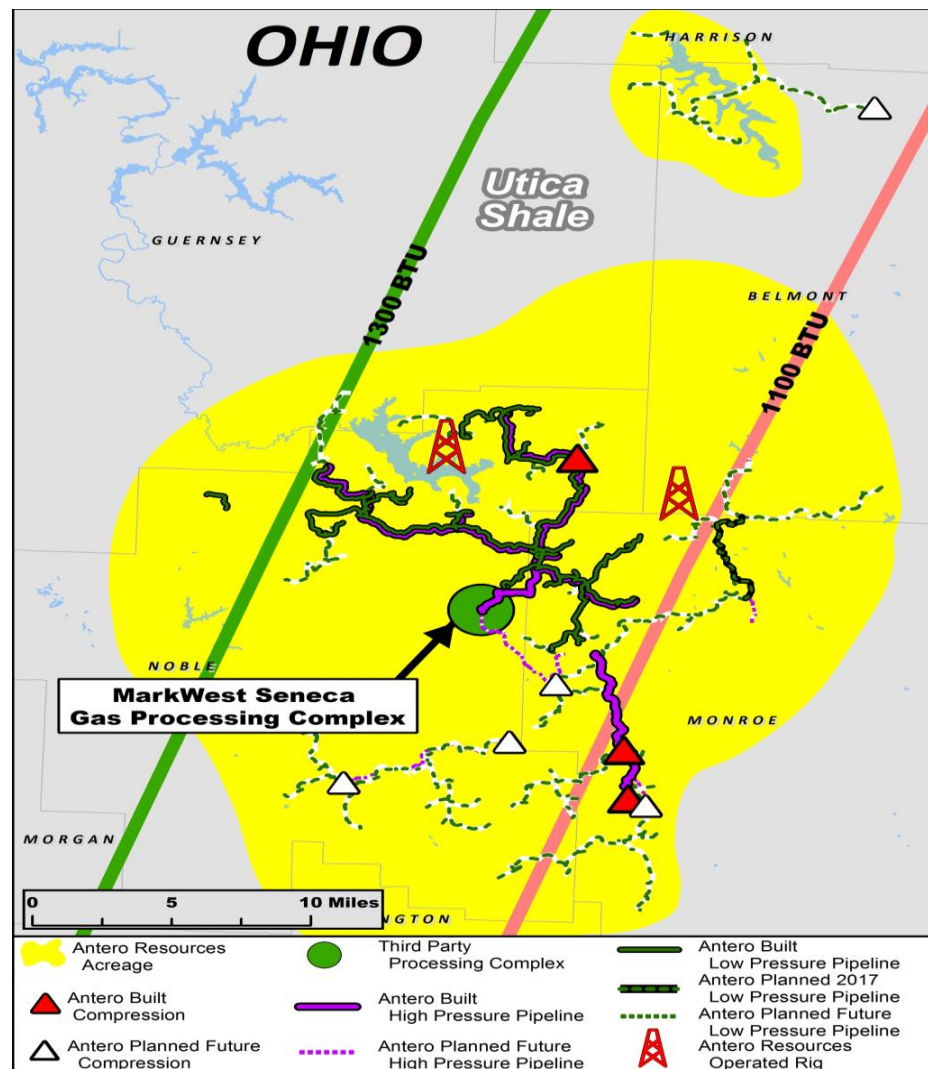 OHIO
HARRISON
Utica
Shale
GUERNSEY
1300 BTU
BELMONT
1100 BTU
NOBLE
MarkWest Seneca
Gas Processing Complex
MONROE
MORGAN
0 5 10 Miles
NGTON
Antero Resources
Acreage
Third Party
Processing Complex
Antero Built
Low Pressure Pipeline
Antero Built
Compression
Antero Built
High Pressure Pipeline
Antero Planned 2017
Low Pressure Pipeline
Antero Planned Future
Compression
Antero Planned Future
High Pressure Pipeline
Antero Planned Future
Low Pressure Pipeline
Antero Resources
Operated Rig